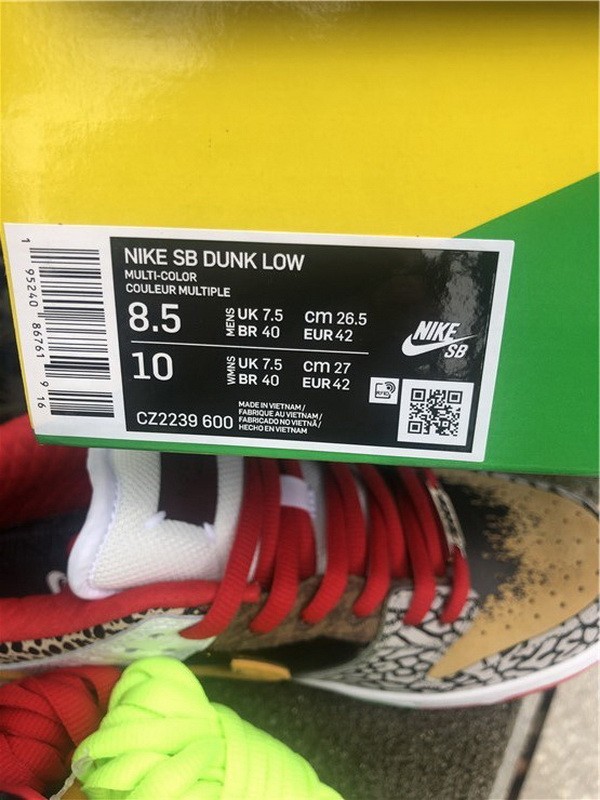 NIKE SB DUNK LOW
MULTI-COLOR
COULEUR MULTIPLE
8.5 MENS UK 7.5 cm 26.5
BR 40 EUR 42
10 WMNS UK 7.5 cm 27
BR 40 EUR 42
CZ2239 600
MADE IN VIETNAM /
FABRIQUE AU VIETNAM /
FABRICADO NO VIETNÃ /
HECHO EN VIETNAM
NIKE
SB
RFID
1 95240 86761 9 16